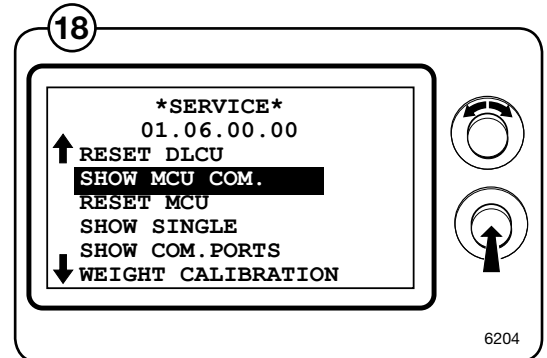 18
*SERVICE*
01.06.00.00
RESET DLCU
SHOW MCU COM.
RESET MCU
SHOW SINGLE
SHOW COM.PORTS
WEIGHT CALIBRATION
6204